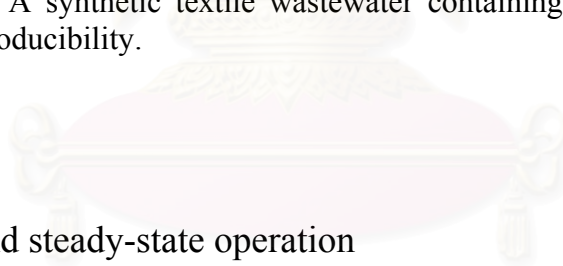 A synthetic textile wastewater containing
oducibility.
d steady-state operation